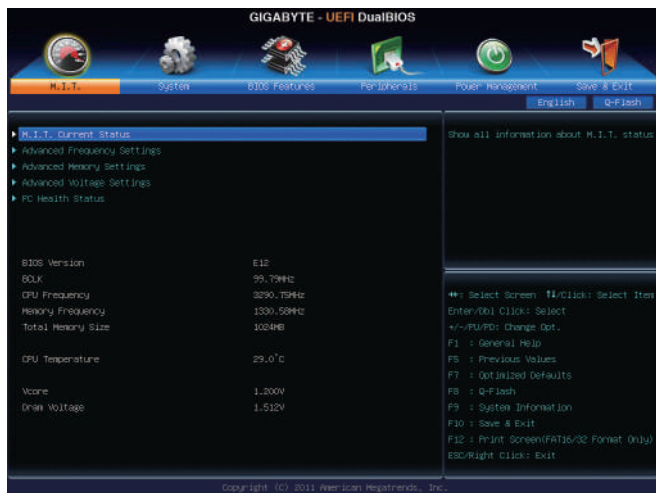 GIGABYTE - UEFI DualBIOS
M.I.T.
System
BIOS Features
Peripherals
Power Management
Save & Exit
English
Q-Flash
M.I.T. Current Status
Advanced Frequency Settings
Advanced Memory Settings
Advanced Voltage Settings
PC Health Status
Show all information about M.I.T. status
BIOS Version E12
BCLK 99.79MHz
CPU Frequency 3290.75MHz
Memory Frequency 1330.58MHz
Total Memory Size 1024MB
CPU Temperature 29.0°C
Vcore 1.200V
Dram Voltage 1.512V
→←: Select Screen ↑↓/Click: Select Item
Enter/Dbl Click: Select
+/-/PU/PD: Change Opt.
F1 : General Help
F5 : Previous Values
F7 : Optimized Defaults
F8 : Q-Flash
F9 : System Information
F10 : Save & Exit
F12 : Print Screen(FAT16/32 Format Only)
ESC/Right Click: Exit
Copyright (C) 2011 American Megatrends, Inc.